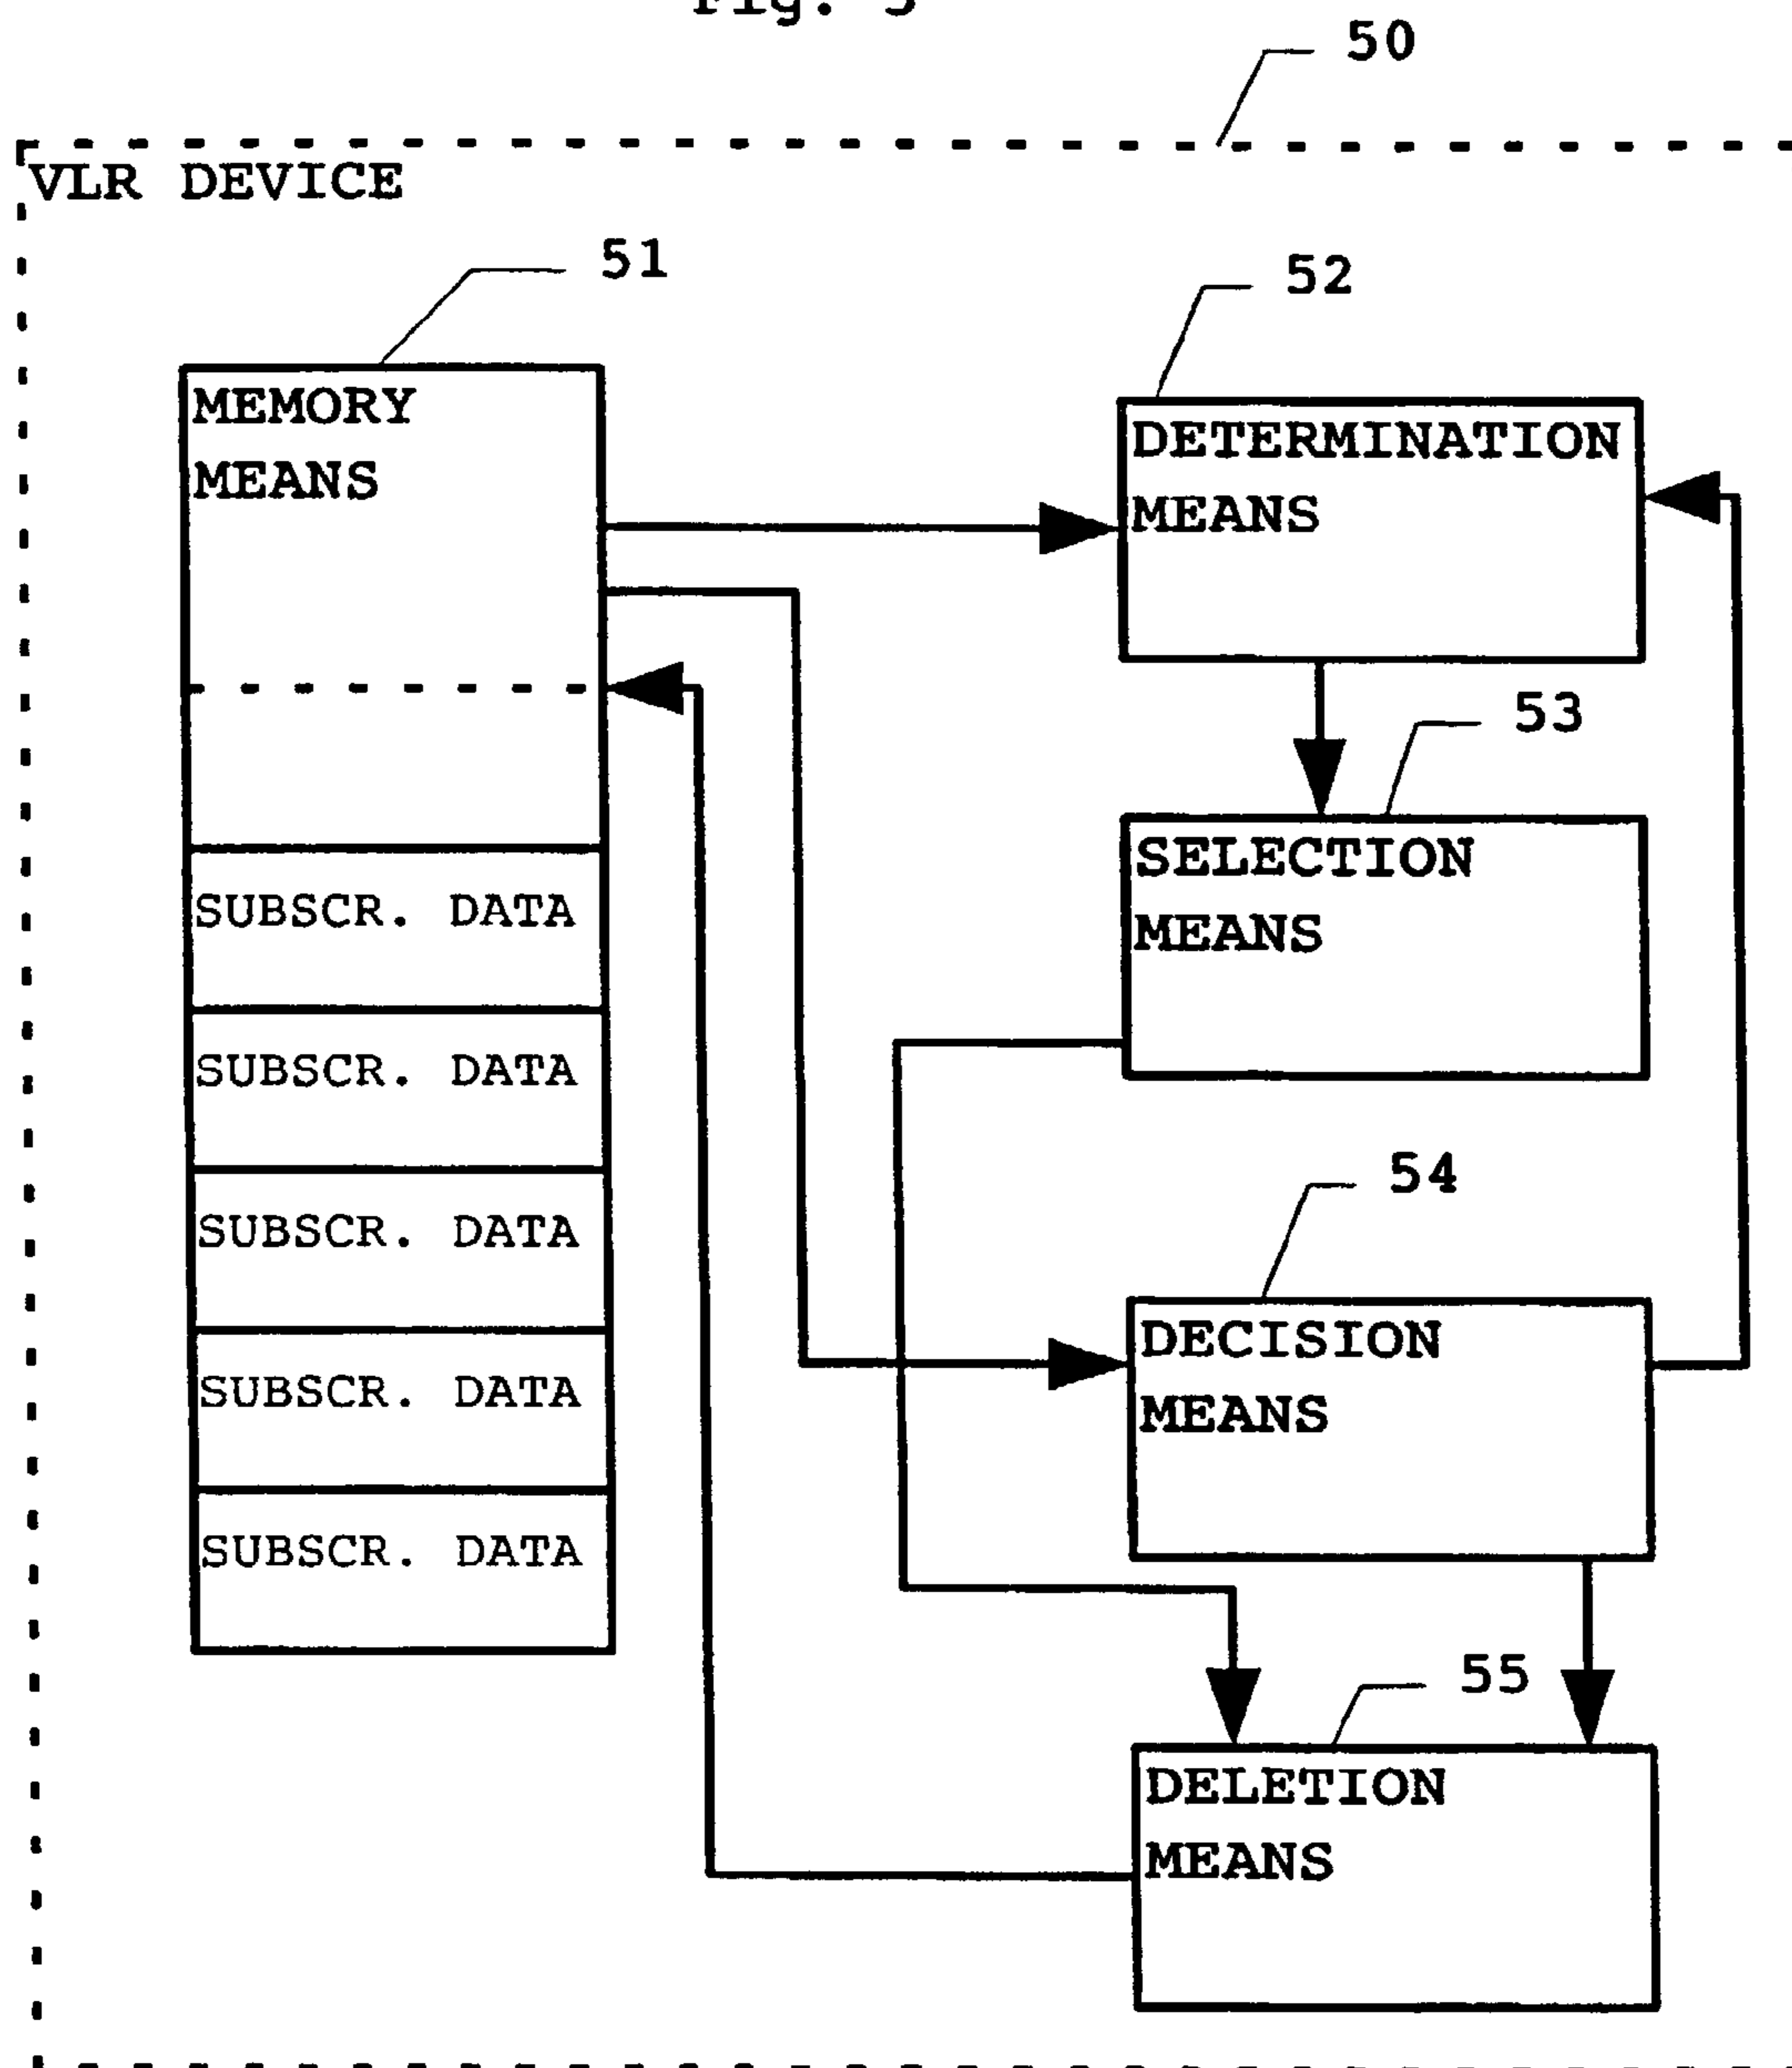 50
VLR DEVICE
51
52
MEMORY
MEANS
DETERMINATION
MEANS
53
SELECTION
MEANS
SUBSCR. DATA
SUBSCR. DATA
54
SUBSCR. DATA
DECISION
MEANS
SUBSCR. DATA
SUBSCR. DATA
55
DELETION
MEANS